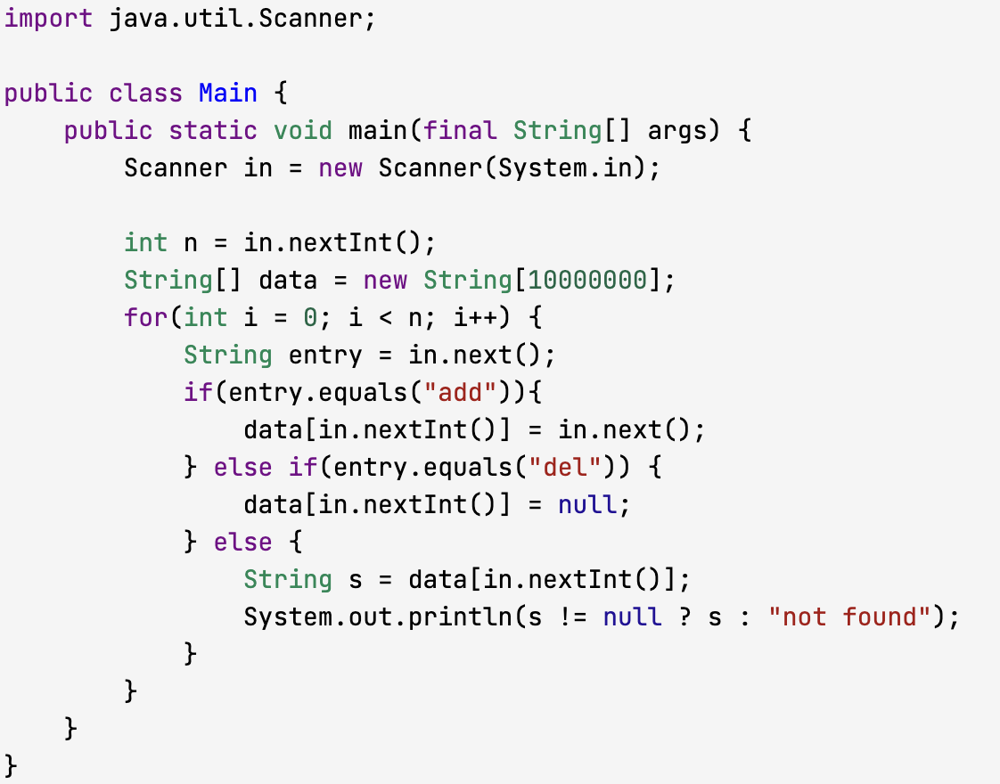 import java.util.Scanner;

public class Main {
    public static void main(final String[] args) {
        Scanner in = new Scanner(System.in);

        int n = in.nextInt();
        String[] data = new String[10000000];
        for(int i = 0; i < n; i++) {
            String entry = in.next();
            if(entry.equals("add")){
                data[in.nextInt()] = in.next();
            } else if(entry.equals("del")) {
                data[in.nextInt()] = null;
            } else {
                String s = data[in.nextInt()];
                System.out.println(s != null ? s : "not found");
            }
        }
    }
}